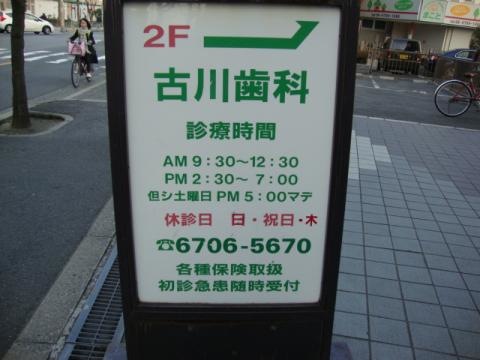 2F
古川歯科
診療時間
AM 9:30〜12:30
PM 2:30〜 7:00
但シ土曜日PM 5:00マデ
休診日 日・祝日・木
☎6706-5670
各種保険取扱
初診急患随時受付